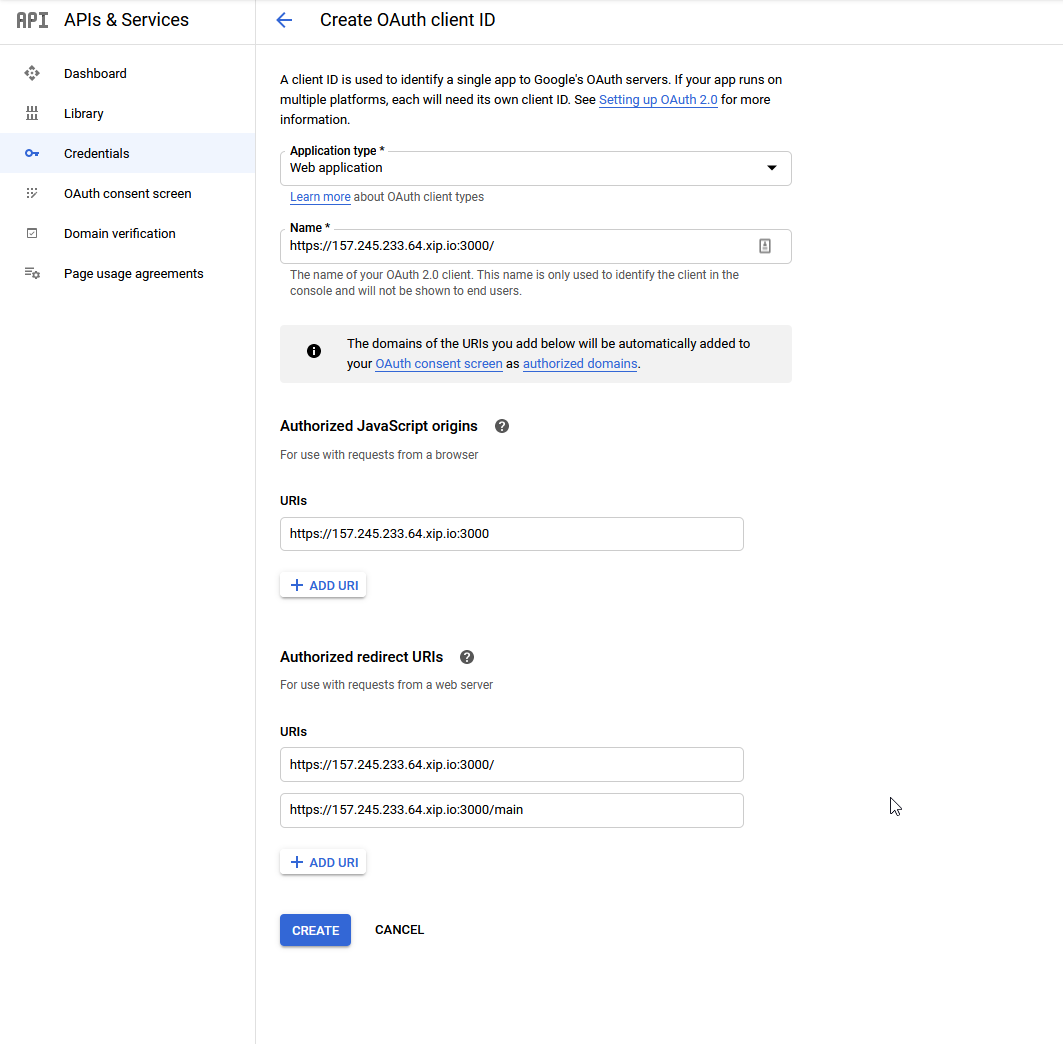 API APIs & Services
Create OAuth client ID
Dashboard
Library
Credentials
OAuth consent screen
Domain verification
Page usage agreements
A client ID is used to identify a single app to Google's OAuth servers. If your app runs on
multiple platforms, each will need its own client ID. See Setting up OAuth 2.0 for more
information.
Application type *
Web application
Learn more about OAuth client types
Name *
https://157.245.233.64.xip.io:3000/
The name of your OAuth 2.0 client. This name is only used to identify the client in the
console and will not be shown to end users.
The domains of the URIs you add below will be automatically added to
your OAuth consent screen as authorized domains.
Authorized JavaScript origins
For use with requests from a browser
URIs
https://157.245.233.64.xip.io:3000
ADD URI
Authorized redirect URIs
For use with requests from a web server
URIs
https://157.245.233.64.xip.io:3000/
https://157.245.233.64.xip.io:3000/main
ADD URI
CREATE CANCEL